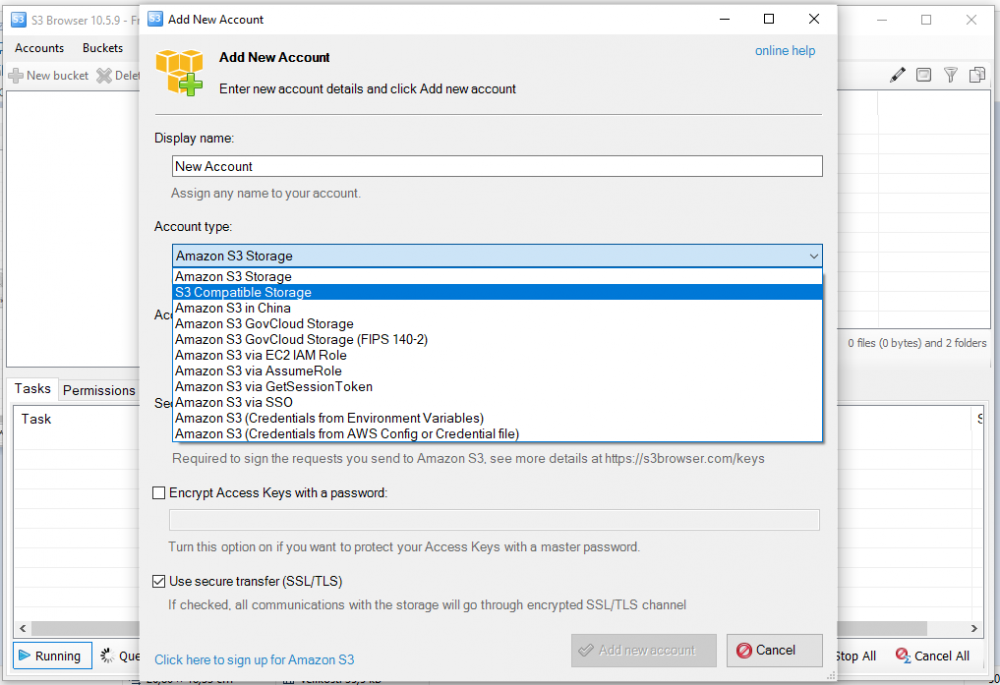 S3 Browser 10.5.9 - Fr
Add New Account
Accounts Buckets
New bucket Delet
Add New Account
online help
Enter new account details and click Add new account
Display name:
New Account
Assign any name to your account.
Account type:
Amazon S3 Storage
Amazon S3 Storage
S3 Compatible Storage
Amazon S3 in China
Acc
Amazon S3 GovCloud Storage
Amazon S3 GovCloud Storage (FIPS 140-2)
Amazon S3 via EC2 IAM Role
Amazon S3 via AssumeRole
Amazon S3 via GetSessionToken
Amazon S3 via SSO
Sec
Amazon S3 (Credentials from Environment Variables)
Amazon S3 (Credentials from AWS Config or Credential file)
0 files (0 bytes) and 2 folders
Tasks Permissions
Task
Required to sign the requests you send to Amazon S3, see more details at https://s3browser.com/keys
Encrypt Access Keys with a password:
Turn this option on if you want to protect your Access Keys with a master password.
Use secure transfer (SSL/TLS)
If checked, all communications with the storage will go through encrypted SSL/TLS channel
Running Que
Click here to sign up for Amazon S3
Add new account
Cancel
Stop All Cancel All